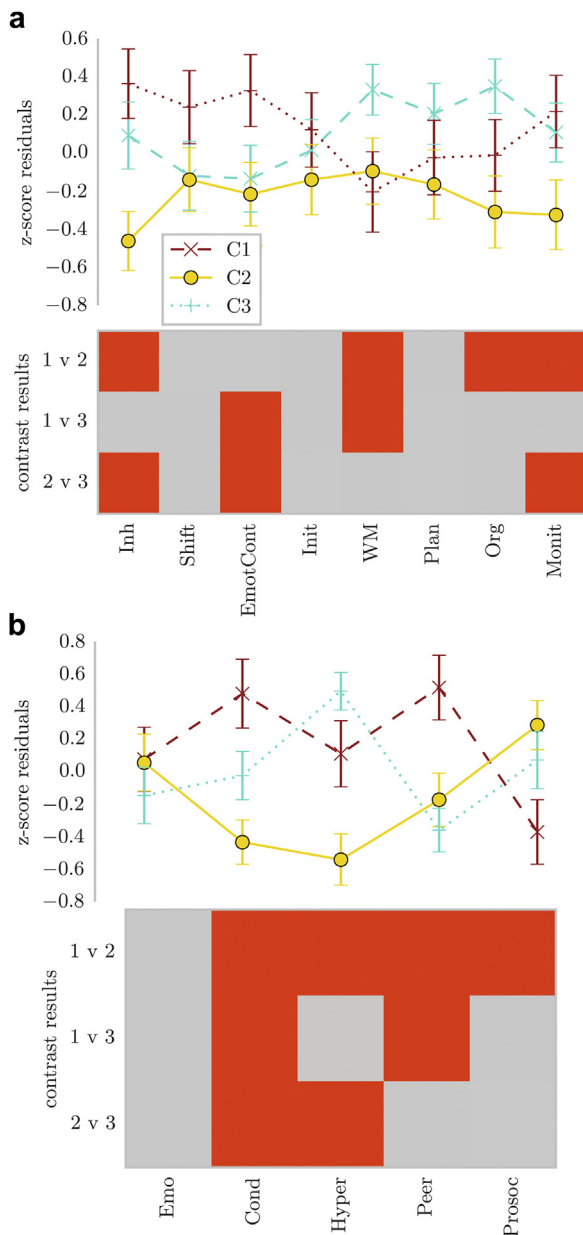 a
z-score residuals
0.6
0.4
0.2
0.0
−0.2
−0.4
−0.6
−0.8
C1
C2
C3
contrast results
1 v 2
1 v 3
2 v 3
Inh
Shift
EmotCont
Init
WM
Plan
Org
Monit
b
z-score residuals
0.8
0.6
0.4
0.2
0.0
−0.2
−0.4
−0.6
−0.8
contrast results
1 v 2
1 v 3
2 v 3
Emo
Cond
Hyper
Peer
Prosoc